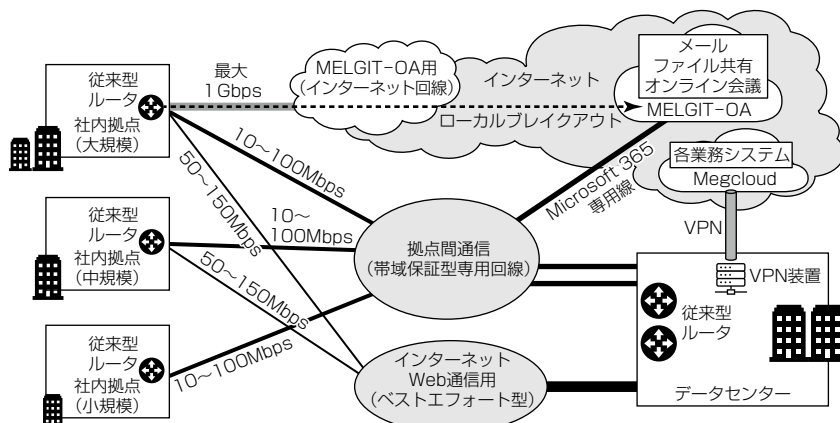 従来型
ルータ
社内拠点
（大規模）
最大
1Gbps
MELGIT-OA用
（インターネット回線）
インターネット
ローカルブレイクアウト
メール
ファイル共有
オンライン会議
MELGIT-OA
各業務システム
Megcloud
VPN
Microsoft 365
専用線
10〜100Mbps
50〜150Mbps
従来型
ルータ
社内拠点
（中規模）
10〜
100Mbps
50〜150Mbps
拠点間通信
（帯域保証型専用回線）
VPN装置
従来型
ルータ
データセンター
従来型
ルータ
社内拠点
（小規模）
10〜100Mbps
インターネット
Web通信用
（ベストエフォート型）